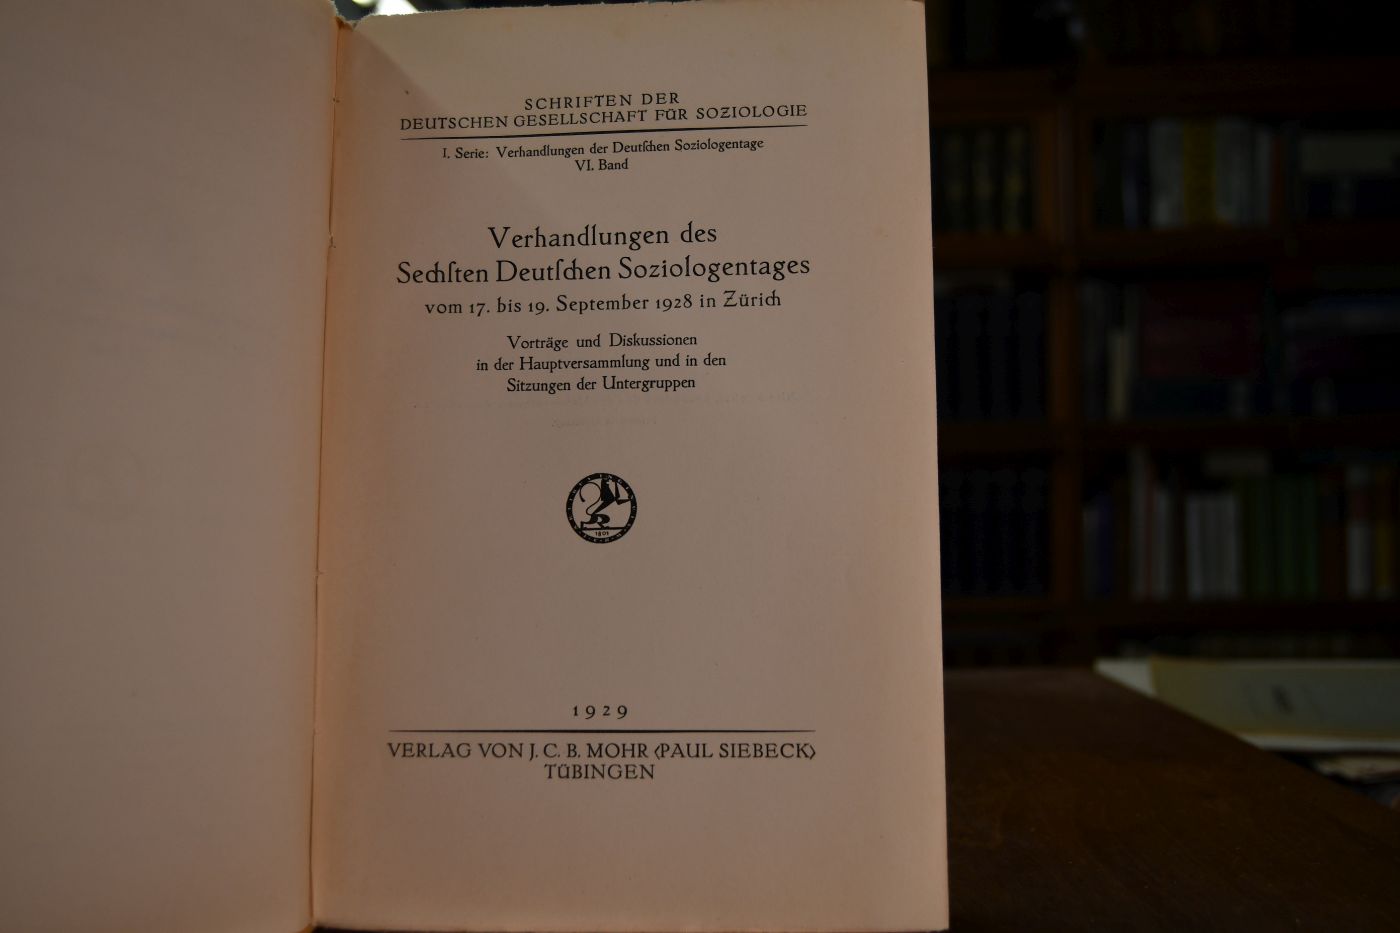 SCHRIFTEN DER
DEUTSCHEN GESELLSCHAFT FÜR SOZIOLOGIE
I. Serie: Verhandlungen der Deutſchen Soziologentage
VI. Band
Verhandlungen des
Sechſten Deutſchen Soziologentages
vom 17. bis 19. September 1928 in Zürich
Vorträge und Diskussionen
in der Hauptversammlung und in den
Sitzungen der Untergruppen
1801
1929
VERLAG VON J. C. B. MOHR ‹PAUL SIEBECK›
TÜBINGEN